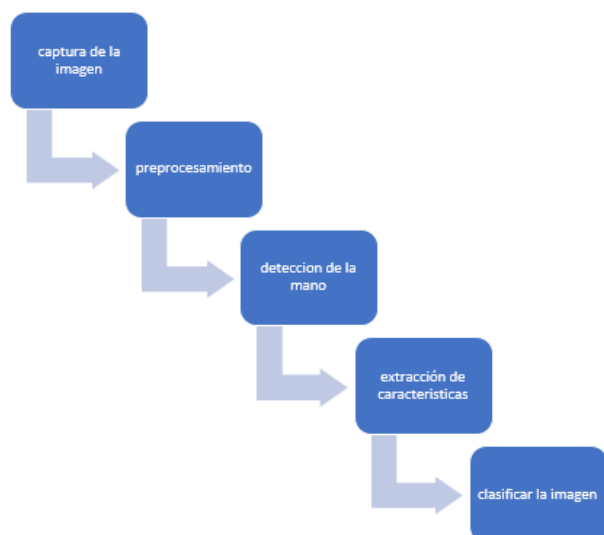 captura de la
imagen
preprocesamiento
deteccion de la
mano
extracción de
caracteristicas
clasificar la imagen